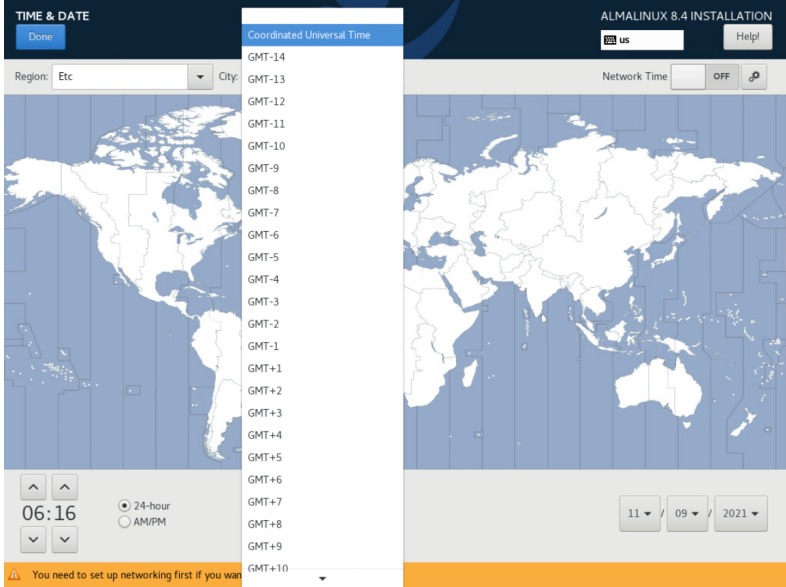 TIME & DATE
ALMALINUX 8.4 INSTALLATION
Done
us
Help!
Region:
Etc
City:
Network Time
OFF
Coordinated Universal Time
GMT-14
GMT-13
GMT-12
GMT-11
GMT-10
GMT-9
GMT-8
GMT-7
GMT-6
GMT-5
GMT-4
GMT-3
GMT-2
GMT-1
GMT+1
GMT+2
GMT+3
GMT+4
GMT+5
GMT+6
GMT+7
GMT+8
GMT+9
GMT+10
06:16
24-hour
AM/PM
11 / 09 / 2021
You need to set up networking first if you wan